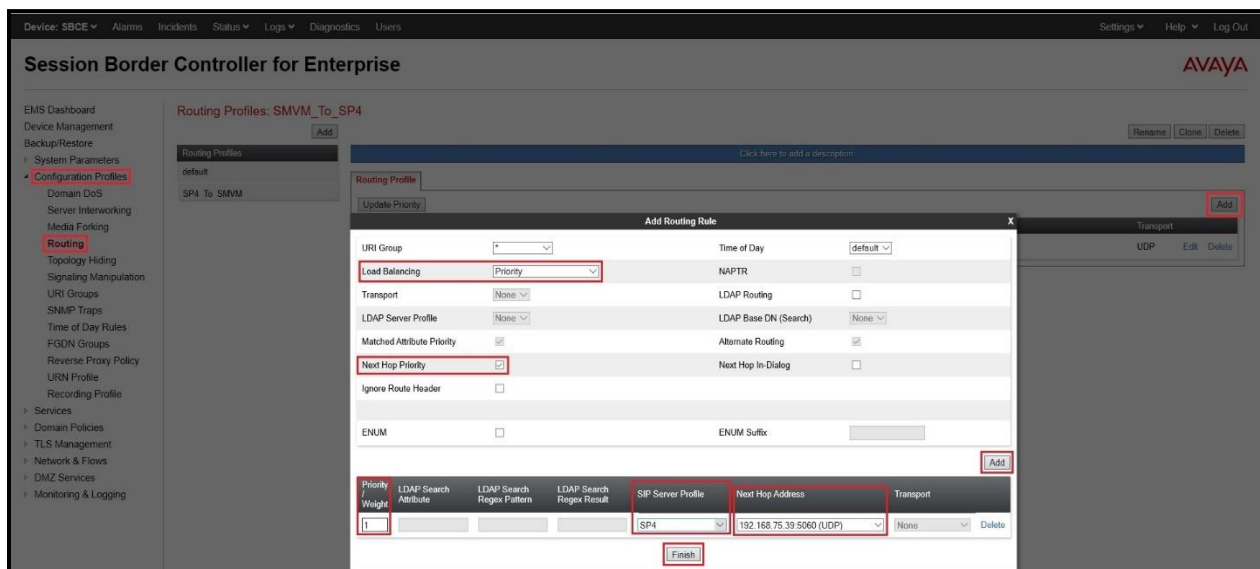 Device: SBCE Alarms Incidents Status Logs Diagnostics Users Settings Help Log Out
Session Border Controller for Enterprise AVAYA
EMS Dashboard
Device Management
Backup/Restore
System Parameters
Configuration Profiles
Domain DoS
Server Interworking
Media Forking
Routing
Topology Hiding
Signaling Manipulation
URI Groups
SNMP Traps
Time of Day Rules
FGDN Groups
Reverse Proxy Policy
URN Profile
Recording Profile
Services
Domain Policies
TLS Management
Network & Flows
DMZ Services
Monitoring & Logging
Routing Profiles: SMVM_To_SP4
Add Rename Clone Delete
Routing Profiles
default
SP4_To_SMVM
Click here to add a description.
Routing Profile
Update Priority Add
Transport
UDP Edit Delete
Add Routing Rule X
URI Group * Time of Day default
Load Balancing Priority NAPTR
Transport None LDAP Routing
LDAP Server Profile None LDAP Base DN (Search) None
Matched Attribute Priority Alternate Routing
Next Hop Priority Next Hop In-Dialog
Ignore Route Header
ENUM ENUM Suffix
Add
Priority / Weight LDAP Search Attribute LDAP Search Regex Pattern LDAP Search Regex Result SIP Server Profile Next Hop Address Transport
1 SP4 192.168.75.39:5060 (UDP) None Delete
Finish